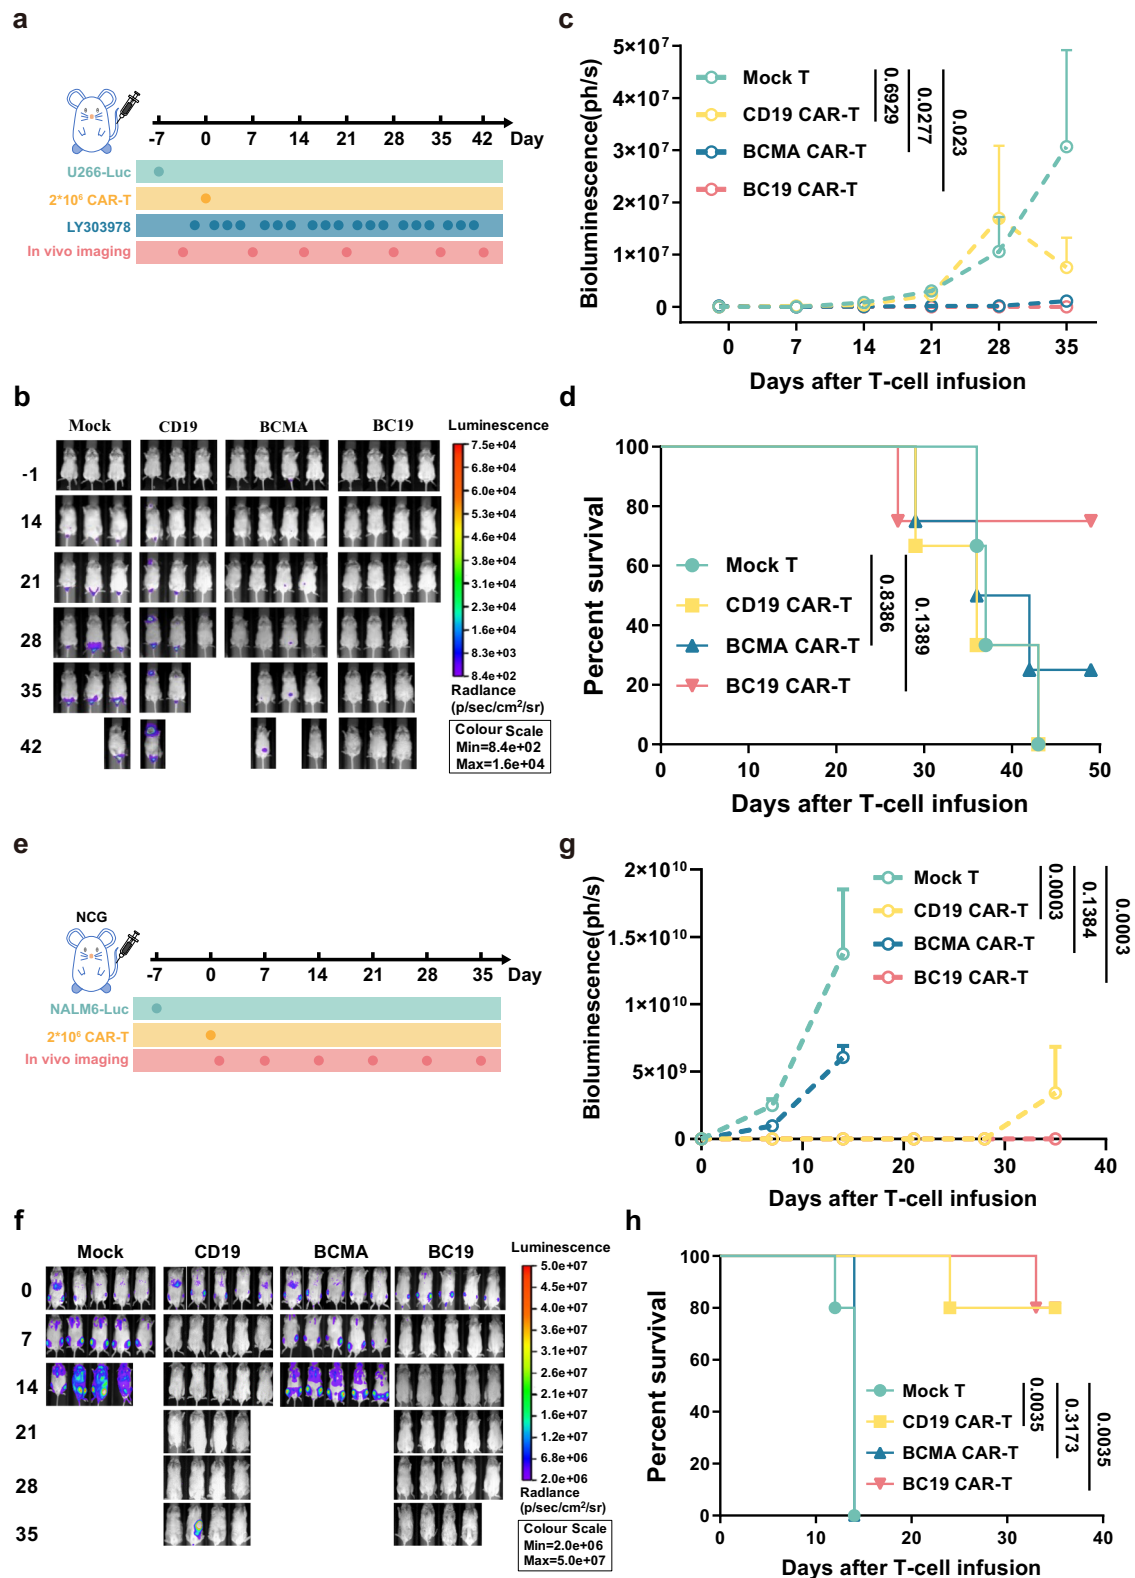 a
-7 0 7 14 21 28 35 42 Day
U266-Luc
2*10⁶ CAR-T
LY303978
In vivo imaging
c
Bioluminescence(ph/s)
5×10⁷
4×10⁷
3×10⁷
2×10⁷
1×10⁷
0
Mock T
CD19 CAR-T
BCMA CAR-T
BC19 CAR-T
0.6929
0.0277
0.023
0 7 14 21 28 35
Days after T-cell infusion
b
Mock CD19 BCMA BC19
-1
14
21
28
35
42
Luminescence
7.5e+04
6.8e+04
6.0e+04
5.3e+04
4.6e+04
3.8e+04
3.1e+04
2.3e+04
1.6e+04
8.3e+03
8.4e+02
Radiance
(p/sec/cm²/sr)
Colour Scale
Min=8.4e+02
Max=1.6e+04
d
Percent survival
100
80
60
40
20
0
Mock T
CD19 CAR-T
BCMA CAR-T
BC19 CAR-T
0.8386
0.1389
0 10 20 30 40 50
Days after T-cell infusion
e
NCG
-7 0 7 14 21 28 35 Day
NALM6-Luc
2*10⁶ CAR-T
In vivo imaging
g
Bioluminescence(ph/s)
2×10¹⁰
1.5×10¹⁰
1×10¹⁰
5×10⁹
0
Mock T
CD19 CAR-T
BCMA CAR-T
BC19 CAR-T
0.0003
0.1384
0.0003
0 10 20 30 40
Days after T-cell infusion
f
Mock CD19 BCMA BC19
0
7
14
21
28
35
Luminescence
5.0e+07
4.5e+07
4.0e+07
3.6e+07
3.1e+07
2.6e+07
2.1e+07
1.6e+07
1.2e+07
6.8e+06
2.0e+06
Radlance
(p/sec/cm²/sr)
Colour Scale
Min=2.0e+06
Max=5.0e+07
h
Percent survival
100
80
60
40
20
0
Mock T
CD19 CAR-T
BCMA CAR-T
BC19 CAR-T
0.0035
0.3173
0.0035
0 10 20 30 40
Days after T-cell infusion